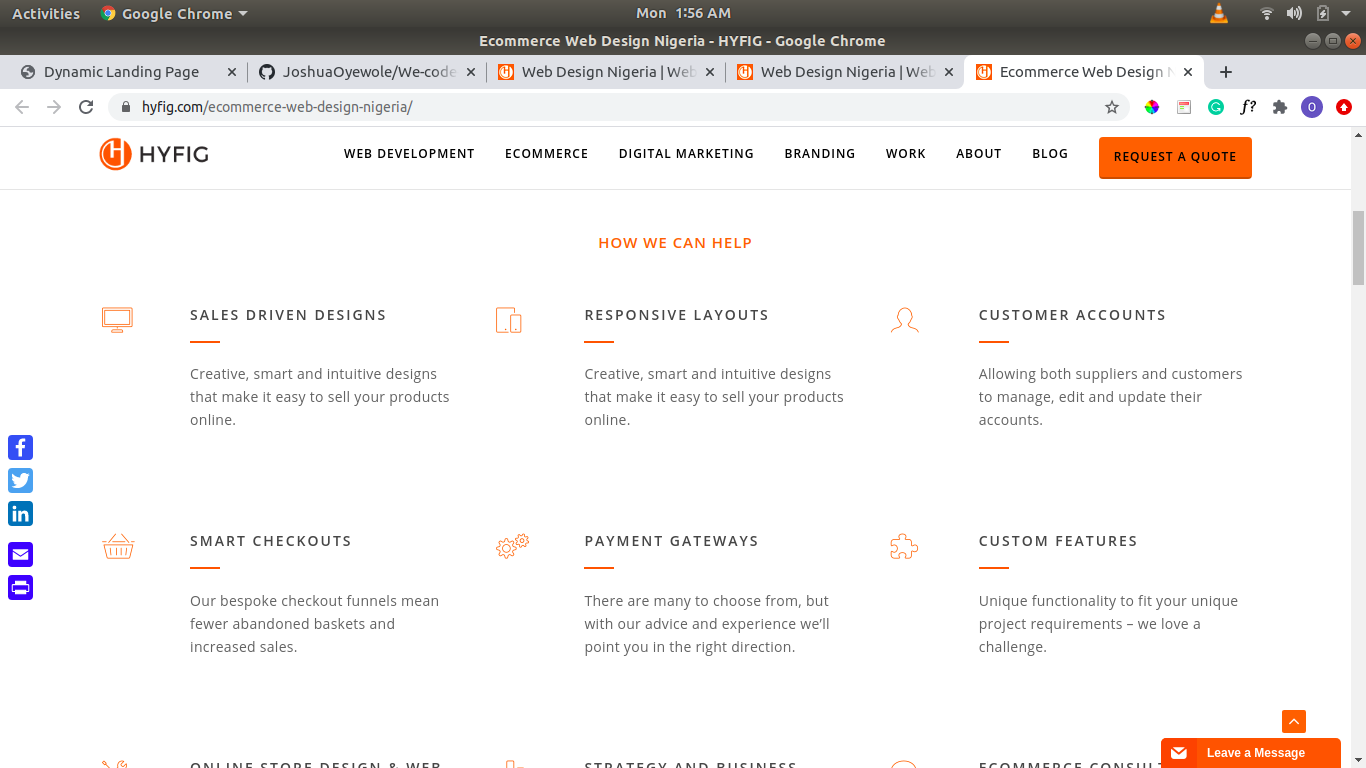 Activities Google Chrome Mon 1:56 AM
Ecommerce Web Design Nigeria - HYFIG - Google Chrome
Dynamic Landing Page JoshuaOyewole/We-code Web Design Nigeria | Web Web Design Nigeria | Web Ecommerce Web Design N
hyfig.com/ecommerce-web-design-nigeria/ f? O
HYFIG WEB DEVELOPMENT ECOMMERCE DIGITAL MARKETING BRANDING WORK ABOUT BLOG REQUEST A QUOTE
HOW WE CAN HELP
SALES DRIVEN DESIGNS
Creative, smart and intuitive designs
that make it easy to sell your products
online.
RESPONSIVE LAYOUTS
Creative, smart and intuitive designs
that make it easy to sell your products
online.
CUSTOMER ACCOUNTS
Allowing both suppliers and customers
to manage, edit and update their
accounts.
SMART CHECKOUTS
Our bespoke checkout funnels mean
fewer abandoned baskets and
increased sales.
PAYMENT GATEWAYS
There are many to choose from, but
with our advice and experience we’ll
point you in the right direction.
CUSTOM FEATURES
Unique functionality to fit your unique
project requirements – we love a
challenge.
ONLINE STORE DESIGN & WEB
STRATEGY AND BUSINESS
ECOMMERCE CONSULT
Leave a Message